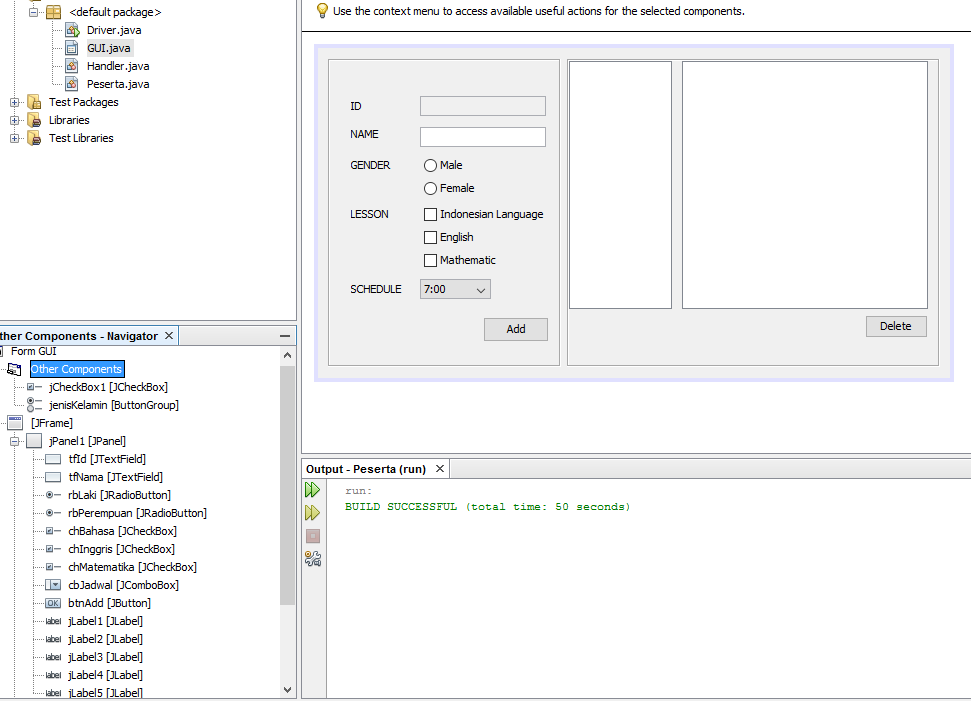 <default package>
Driver.java
GUI.java
Handler.java
Peserta.java
Test Packages
Libraries
Test Libraries
Use the context menu to access available useful actions for the selected components.
ID
NAME
GENDER
Male
Female
LESSON
Indonesian Language
English
Mathematic
SCHEDULE
7:00
Add
Delete
ther Components - Navigator
Form GUI
Other Components
jCheckBox1 [JCheckBox]
jenisKelamin [ButtonGroup]
[JFrame]
jPanel1 [JPanel]
tfId [JTextField]
tfNama [JTextField]
rbLaki [JRadioButton]
rbPerempuan [JRadioButton]
chBahasa [JCheckBox]
chInggris [JCheckBox]
chMatematika [JCheckBox]
cbJadwal [JComboBox]
OK btnAdd [JButton]
label jLabel1 [JLabel]
label jLabel2 [JLabel]
label jLabel3 [JLabel]
label jLabel4 [JLabel]
label jLabel5 [JLabel]
Output - Peserta (run)
run:
BUILD SUCCESSFUL (total time: 50 seconds)